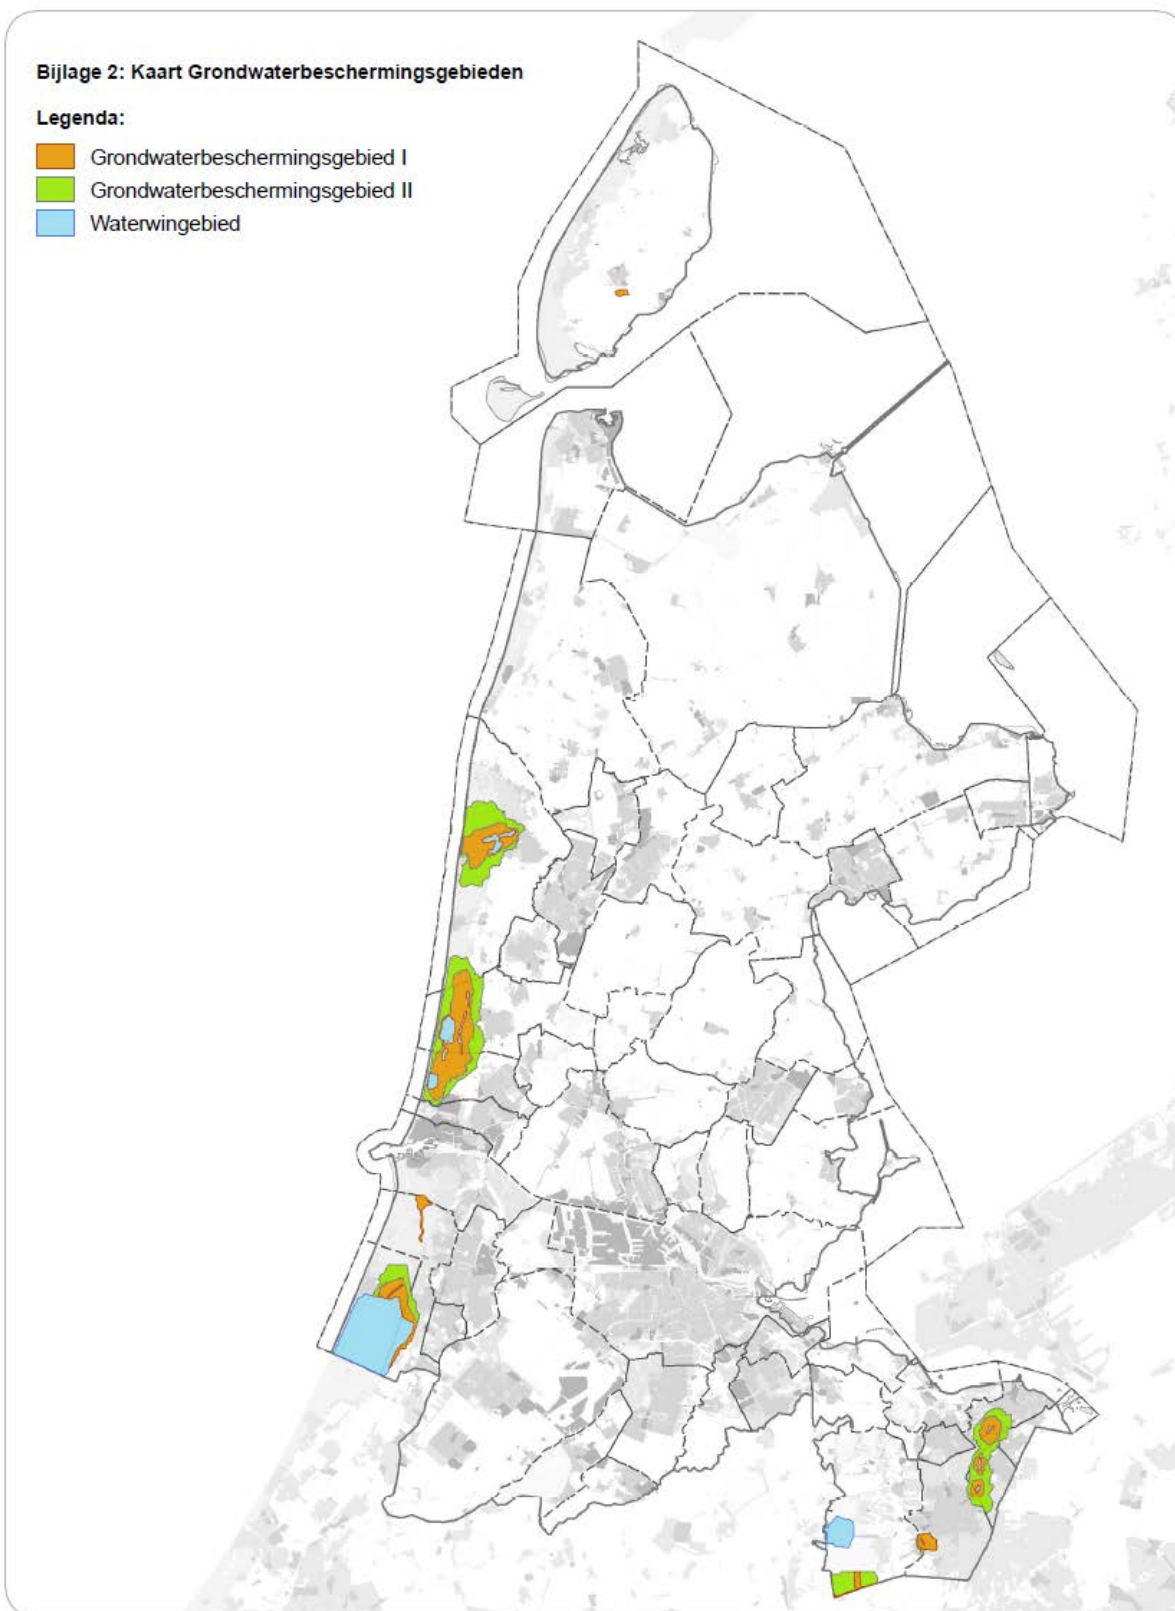 Bijlage 2: Kaart Grondwaterbeschermingsgebieden
Legenda:
Grondwaterbeschermingsgebied I
Grondwaterbeschermingsgebied II
Waterwingebied